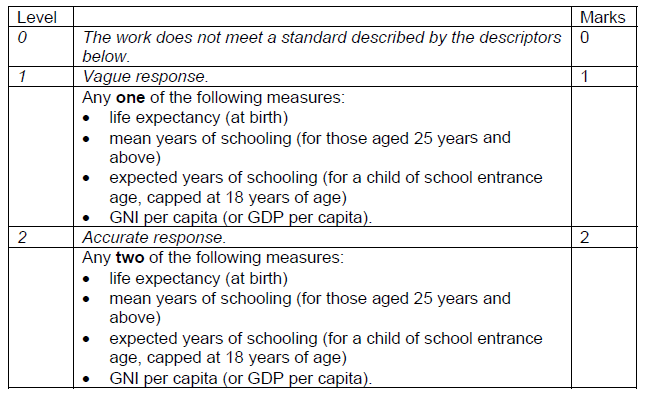 Level Marks
0 The work does not meet a standard described by the descriptors 0
below.
1 Vague response. 1
Any one of the following measures:
• life expectancy (at birth)
• mean years of schooling (for those aged 25 years and
above)
• expected years of schooling (for a child of school entrance
age, capped at 18 years of age)
• GNI per capita (or GDP per capita).
2 Accurate response. 2
Any two of the following measures:
• life expectancy (at birth)
• mean years of schooling (for those aged 25 years and
above)
• expected years of schooling (for a child of school entrance
age, capped at 18 years of age)
• GNI per capita (or GDP per capita).